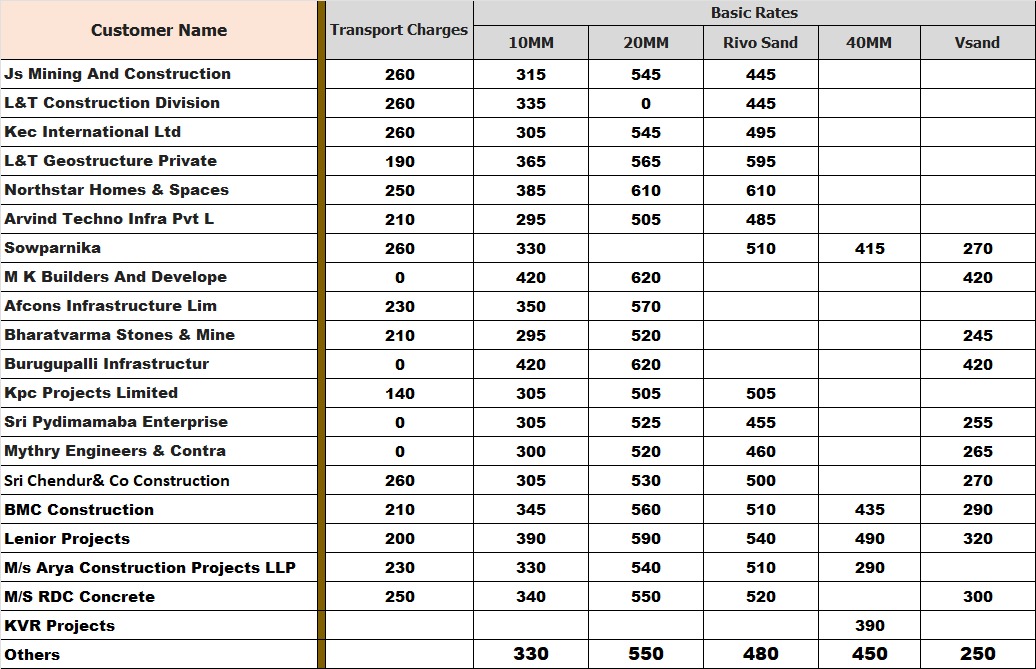 Customer Name Transport Charges Basic Rates
10MM 20MM Rivo Sand 40MM Vsand
Js Mining And Construction 260 315 545 445
L&T Construction Division 260 335 0 445
Kec International Ltd 260 305 545 495
L&T Geostructure Private 190 365 565 595
Northstar Homes & Spaces 250 385 610 610
Arvind Techno Infra Pvt L 210 295 505 485
Sowparnika 260 330 510 415 270
M K Builders And Develope 0 420 620 420
Afcons Infrastructure Lim 230 350 570
Bharatvarma Stones & Mine 210 295 520 245
Burugupalli Infrastructur 0 420 620 420
Kpc Projects Limited 140 305 505 505
Sri Pydimamaba Enterprise 0 305 525 455 255
Mythry Engineers & Contra 0 300 520 460 265
Sri Chendur& Co Construction 260 305 530 500 270
BMC Construction 210 345 560 510 435 290
Lenior Projects 200 390 590 540 490 320
M/s Arya Construction Projects LLP 230 330 540 510 290
M/S RDC Concrete 250 340 550 520 300
KVR Projects 390
Others 330 550 480 450 250